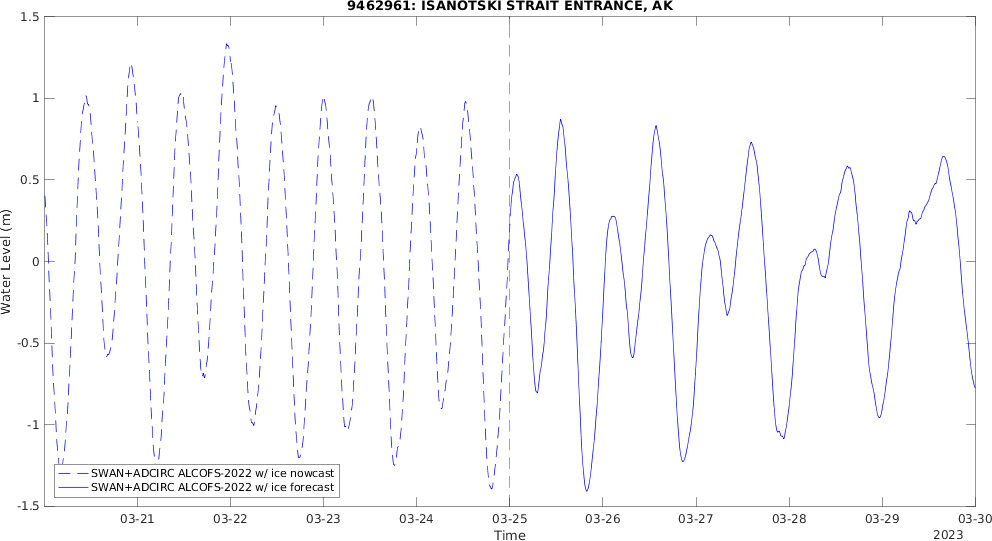 9462961: ISANOTSKI STRAIT ENTRANCE, AK
1.5
1
0.5
0
-0.5
-1
-1.5
Water Level (m)
SWAN+ADCIRC ALCOFS-2022 w/ ice nowcast
SWAN+ADCIRC ALCOFS-2022 w/ ice forecast
03-21 03-22 03-23 03-24 03-25 03-26 03-27 03-28 03-29 03-30
Time
2023